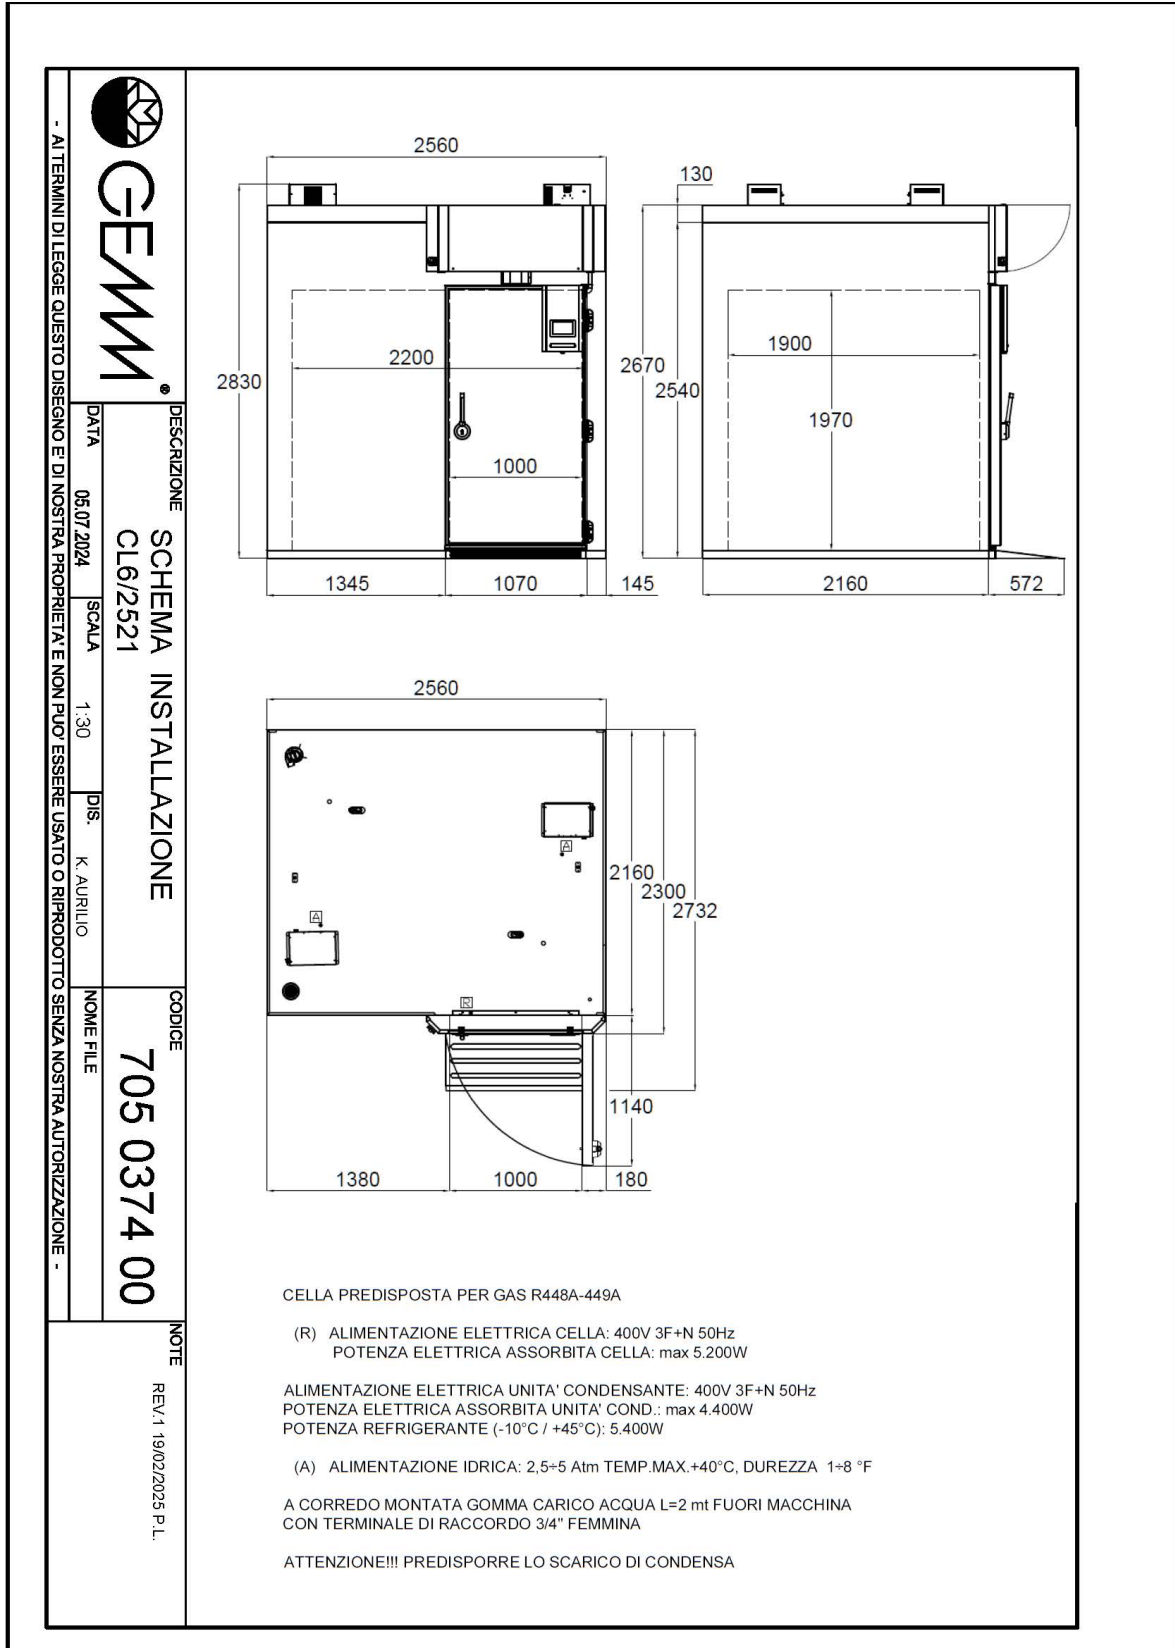 2560
130
2830
2200
1000
1345
1070
145
2670
2540
1900
1970
2160
572
2560
A
A
R
2160
2300
2732
1140
1380
1000
180
CELLA PREDISPOSTA PER GAS R448A-449A
(R) ALIMENTAZIONE ELETTRICA CELLA: 400V 3F+N 50Hz
POTENZA ELETTRICA ASSORBITA CELLA: max 5.200W
ALIMENTAZIONE ELETTRICA UNITA' CONDENSANTE: 400V 3F+N 50Hz
POTENZA ELETTRICA ASSORBITA UNITA' COND.: max 4.400W
POTENZA REFRIGERANTE (-10°C / +45°C): 5.400W
(A) ALIMENTAZIONE IDRICA: 2,5÷5 Atm TEMP.MAX.+40°C, DUREZZA 1÷8 °F
A CORREDO MONTATA GOMMA CARICO ACQUA L=2 mt FUORI MACCHINA
CON TERMINALE DI RACCORDO 3/4" FEMMINA
ATTENZIONE!!! PREDISPORRE LO SCARICO DI CONDENSA
GEMM®
DESCRIZIONE
SCHEMA INSTALLAZIONE
CL6/2521
CODICE
705 0374 00
NOTE
REV.1 19/02/2025 P.L.
DATA
05.07.2024
SCALA
1:30
DIS.
K. AURILIO
NOME FILE
- AI TERMINI DI LEGGE QUESTO DISEGNO E' DI NOSTRA PROPRIETA' E NON PUO' ESSERE USATO O RIPRODOTTO SENZA NOSTRA AUTORIZZAZIONE -